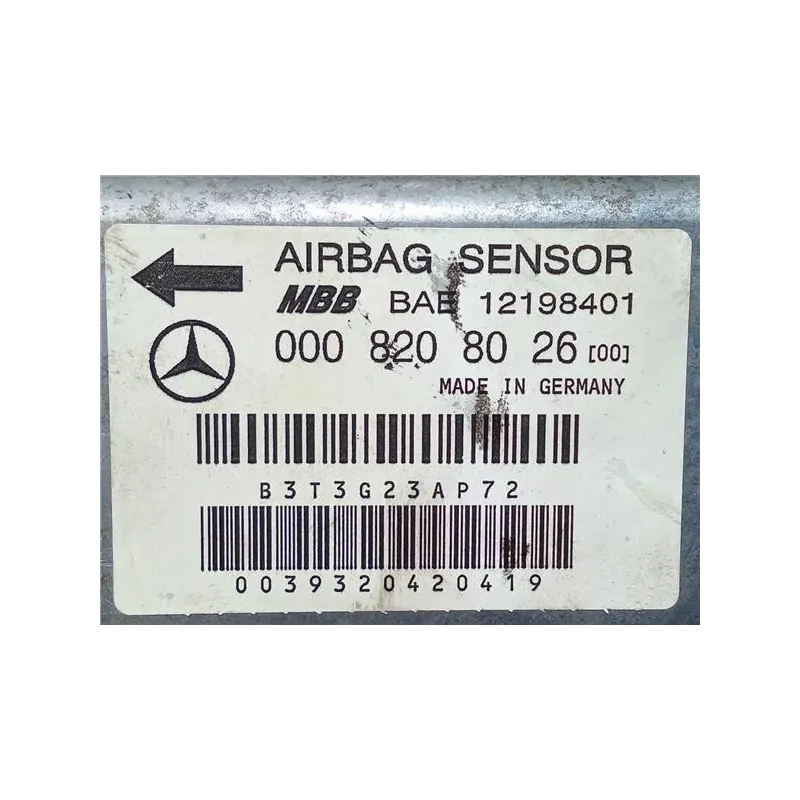 AIRBAG SENSOR
MBB BAE 12198401
000 820 80 26 [00]
MADE IN GERMANY
B3T3G23AP72
0039320420419